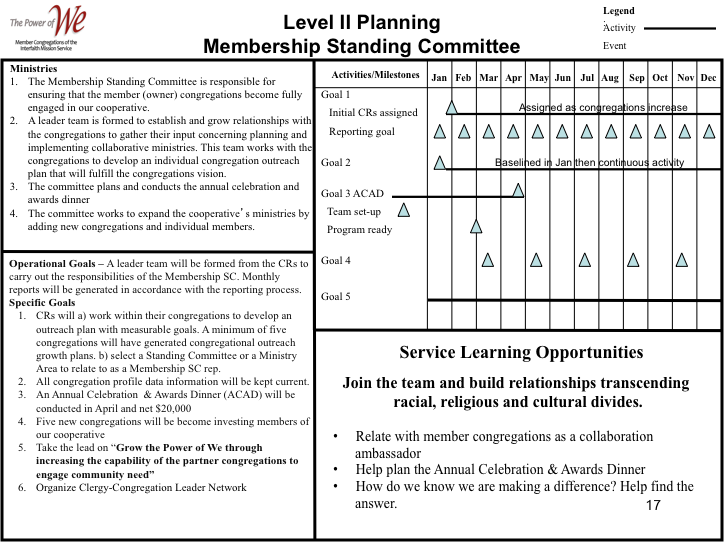 The Power of We
Member Congregations of the
Interfaith Mission Service
Level II Planning
Membership Standing Committee
Legend
:
Activity
Event
Ministries
1. The Membership Standing Committee is responsible for
ensuring that the member (owner) congregations become fully
engaged in our cooperative.
2. A leader team is formed to establish and grow relationships with
the congregations to gather their input concerning planning and
implementing collaborative ministries. This team works with the
congregations to develop an individual congregation outreach
plan that will fulfill the congregations vision.
3. The committee plans and conducts the annual celebration and
awards dinner
4. The committee works to expand the cooperative's ministries by
adding new congregations and individual members.
Operational Goals – A leader team will be formed from the CRs to
carry out the responsibilities of the Membership SC. Monthly
reports will be generated in accordance with the reporting process.
Specific Goals
1. CRs will a) work within their congregations to develop an
outreach plan with measurable goals. A minimum of five
congregations will have generated congregational outreach
growth plans. b) select a Standing Committee or a Ministry
Area to relate to as a Membership SC rep.
2. All congregation profile data information will be kept current.
3. An Annual Celebration & Awards Dinner (ACAD) will be
conducted in April and net $20,000
4. Five new congregations will be become investing members of
our cooperative
5. Take the lead on "Grow the Power of We through
increasing the capability of the partner congregations to
engage community need"
6. Organize Clergy-Congregation Leader Network
Activities/Milestones Jan Feb Mar Apr May Jun Jul Aug Sep Oct Nov Dec
Goal 1
Initial CRs assigned Assigned as congregations increase
Reporting goal
Goal 2 Baselined in Jan then continuous activity
Goal 3 ACAD
Team set-up
Program ready
Goal 4
Goal 5
Service Learning Opportunities
Join the team and build relationships transcending
racial, religious and cultural divides.
• Relate with member congregations as a collaboration
ambassador
• Help plan the Annual Celebration & Awards Dinner
• How do we know we are making a difference? Help find the
answer.
17